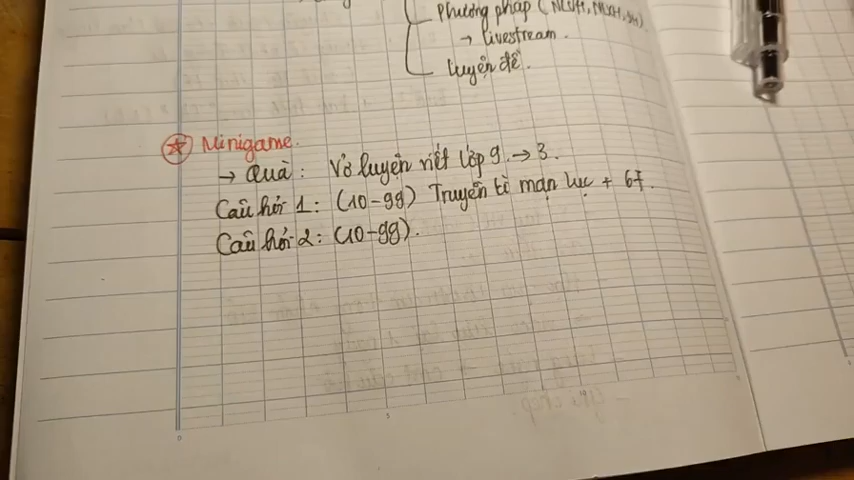 Phương pháp (NLVH, NLXH,
→ livestream.
luyện đề.
Minigame.
→ Quà: Vở luyện viết lớp 9. → 3.
Câu hỏi 1: (10-99) Truyền kì mạn lục + 67.
Câu hỏi 2: (10-99).